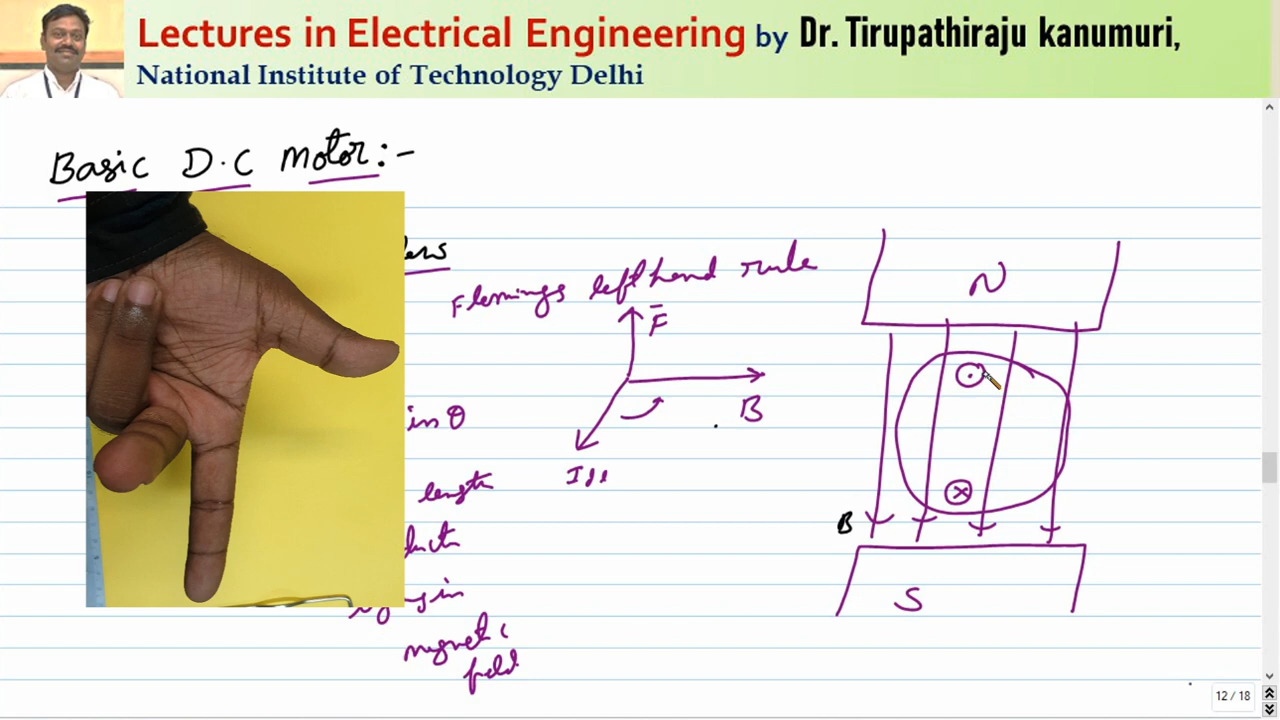 Lectures in Electrical Engineering by Dr. Tirupathiraju kanumuri,
National Institute of Technology Delhi
Basic D.C Motor:-
Flemings left hand rule
F
B
in θ
length
magnetic
field
N
B
S
12 / 18